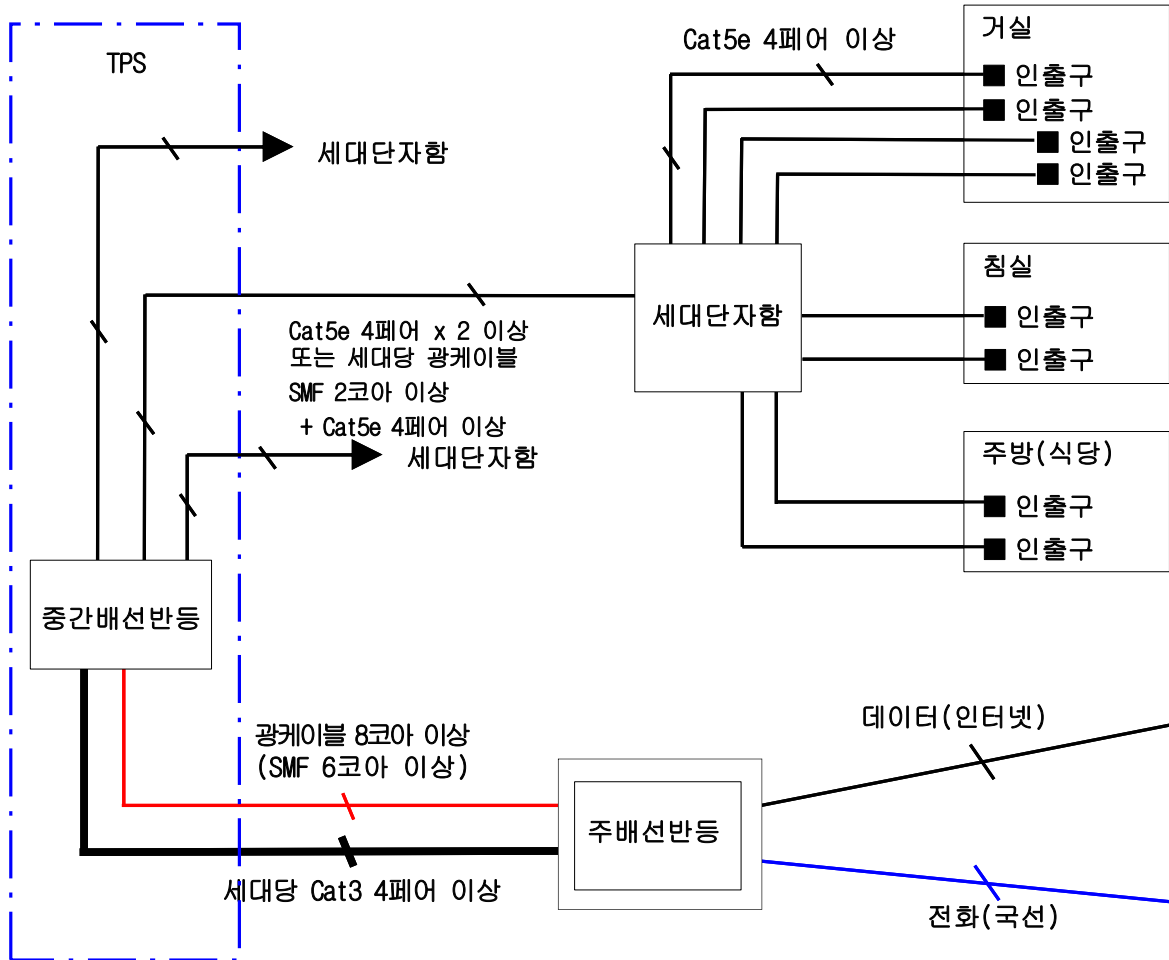 TPS
세대단자함
Cat5e 4페어 이상
거실
인출구
인출구
인출구
인출구
침실
인출구
인출구
세대단자함
Cat5e 4페어 x 2 이상
또는 세대당 광케이블
SMF 2코아 이상
+ Cat5e 4페어 이상
세대단자함
주방(식당)
인출구
인출구
중간배선반등
광케이블 8코아 이상
(SMF 6코아 이상)
세대당 Cat3 4페어 이상
주배선반등
데이터(인터넷)
전화(국선)